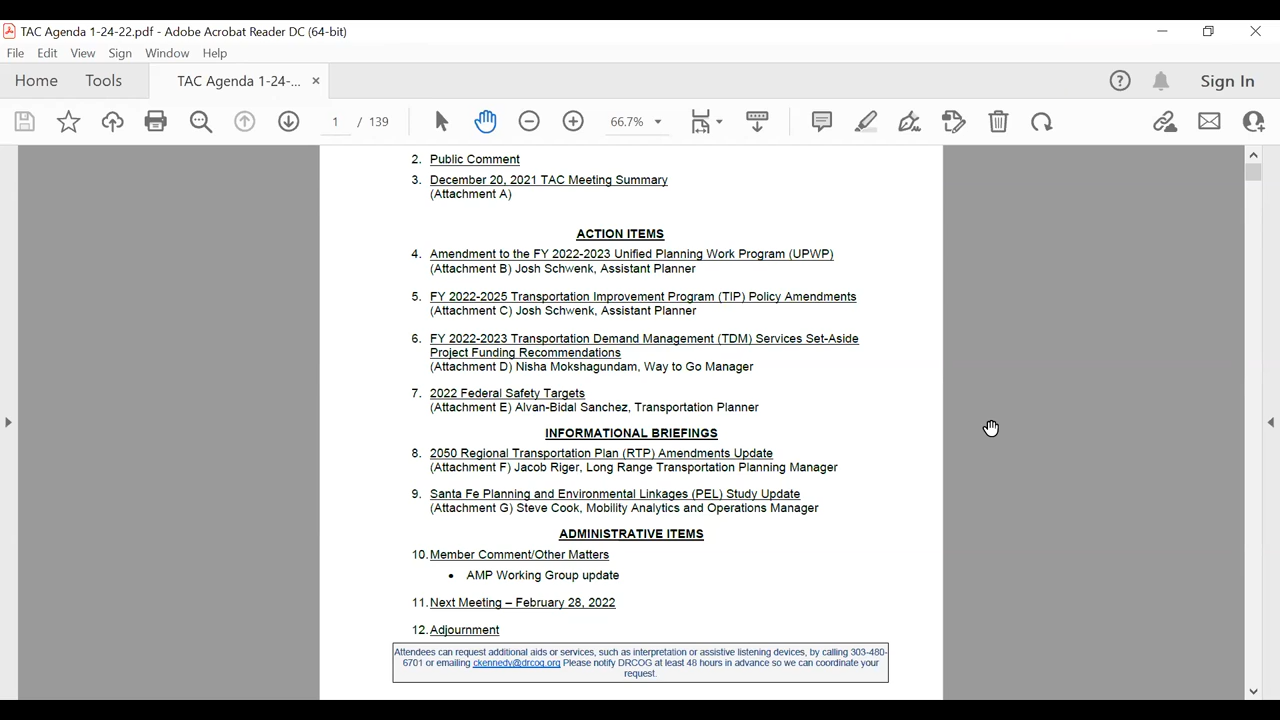 TAC Agenda 1-24-22.pdf - Adobe Acrobat Reader DC (64-bit)
File Edit View Sign Window Help
Home Tools TAC Agenda 1-24-... × Sign In
1 / 139 66.7%
2. Public Comment
3. December 20, 2021 TAC Meeting Summary
(Attachment A)
ACTION ITEMS
4. Amendment to the FY 2022-2023 Unified Planning Work Program (UPWP)
(Attachment B) Josh Schwenk, Assistant Planner
5. FY 2022-2025 Transportation Improvement Program (TIP) Policy Amendments
(Attachment C) Josh Schwenk, Assistant Planner
6. FY 2022-2023 Transportation Demand Management (TDM) Services Set-Aside
Project Funding Recommendations
(Attachment D) Nisha Mokshagundam, Way to Go Manager
7. 2022 Federal Safety Targets
(Attachment E) Alvan-Bidal Sanchez, Transportation Planner
INFORMATIONAL BRIEFINGS
8. 2050 Regional Transportation Plan (RTP) Amendments Update
(Attachment F) Jacob Riger, Long Range Transportation Planning Manager
9. Santa Fe Planning and Environmental Linkages (PEL) Study Update
(Attachment G) Steve Cook, Mobility Analytics and Operations Manager
ADMINISTRATIVE ITEMS
10. Member Comment/Other Matters
• AMP Working Group update
11. Next Meeting – February 28, 2022
12. Adjournment
Attendees can request additional aids or services, such as interpretation or assistive listening devices, by calling 303-480-
6701 or emailing ckennedy@drcog.org Please notify DRCOG at least 48 hours in advance so we can coordinate your
request.